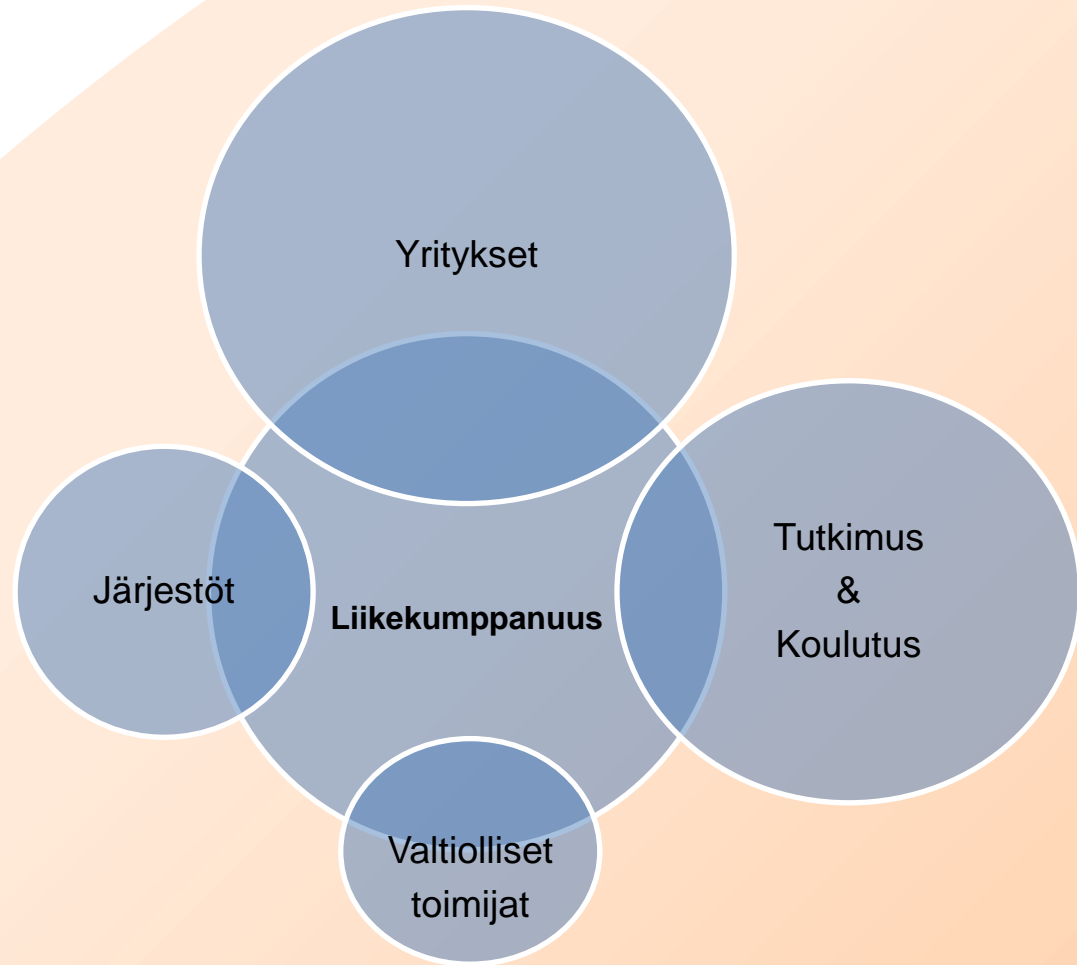 Yritykset
Järjestöt
Liikekumppanuus
Tutkimus
&
Koulutus
Valtiolliset
toimijat